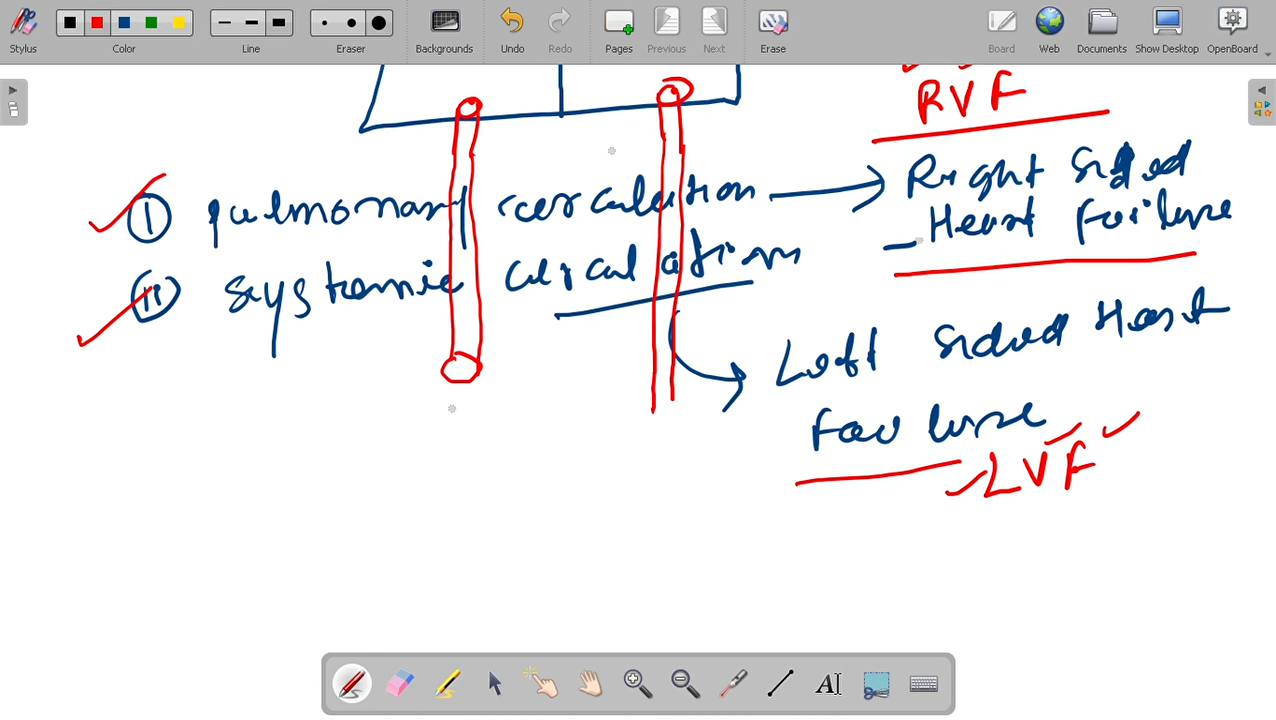 Stylus Color Line Eraser Backgrounds Undo Redo Pages Previous Next Erase Board Web Documents Show Desktop OpenBoard
RVF
I pulmonary circulation → Right sided
Heart failure
II systemic circulation
Left sided Heart
failure
LVF
AI